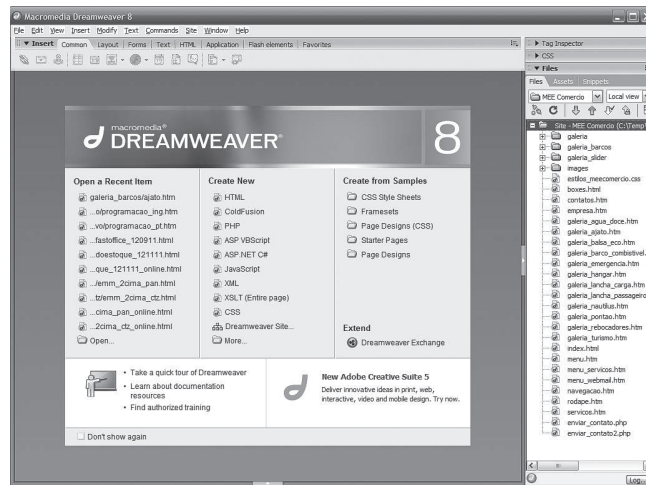 Macromedia Dreamweaver 8
File Edit View Insert Modify Text Commands Site Window Help
Insert Common Layout Forms Text HTML Application Flash elements Favorites
macromedia®
DREAMWEAVER®
8
Open a Recent Item
galeria_barcos/ajato.htm
...o/programacao_ing.htm
...vo/programacao_pt.htm
...fastoffice_120911.html
...doestoque_121111.html
...que_121111_online.html
.../emm_2cima_pan.html
...tz/emm_2cima_ctz.html
...cima_pan_online.html
...2cima_ctz_online.html
Open...
Create New
HTML
ColdFusion
PHP
ASP VBScript
ASP.NET C#
JavaScript
XML
XSLT (Entire page)
CSS
Dreamweaver Site...
More...
Create from Samples
CSS Style Sheets
Framesets
Page Designs (CSS)
Starter Pages
Page Designs
Extend
Dreamweaver Exchange
• Take a quick tour of Dreamweaver
• Learn about documentation
resources
• Find authorized training
New Adobe Creative Suite 5
Deliver innovative ideas in print, web,
interactive, video and mobile design. Try now.
Don't show again
Tag Inspector
CSS
Files
Files Assets Snippets
MEE Comercio Local view
Site - MEE Comercio (C:\Temp\
galeria
galeria_barcos
galeria_slider
images
estilos_meecomercio.css
boxes.html
contatos.htm
empresa.htm
galeria_agua_doce.htm
galeria_ajato.htm
galeria_balsa_eco.htm
galeria_barco_combistivel.
galeria_emergencia.htm
galeria_hangar.htm
galeria_lancha_carga.htm
galeria_lancha_passageiro
galeria_nautilus.htm
galeria_pontao.htm
galeria_rebocadores.htm
galeria_turismo.htm
index.html
menu.htm
menu_servicos.htm
menu_webmail.htm
navegacao.htm
rodape.htm
servicos.htm
enviar_contato.php
enviar_contato2.php
Log...